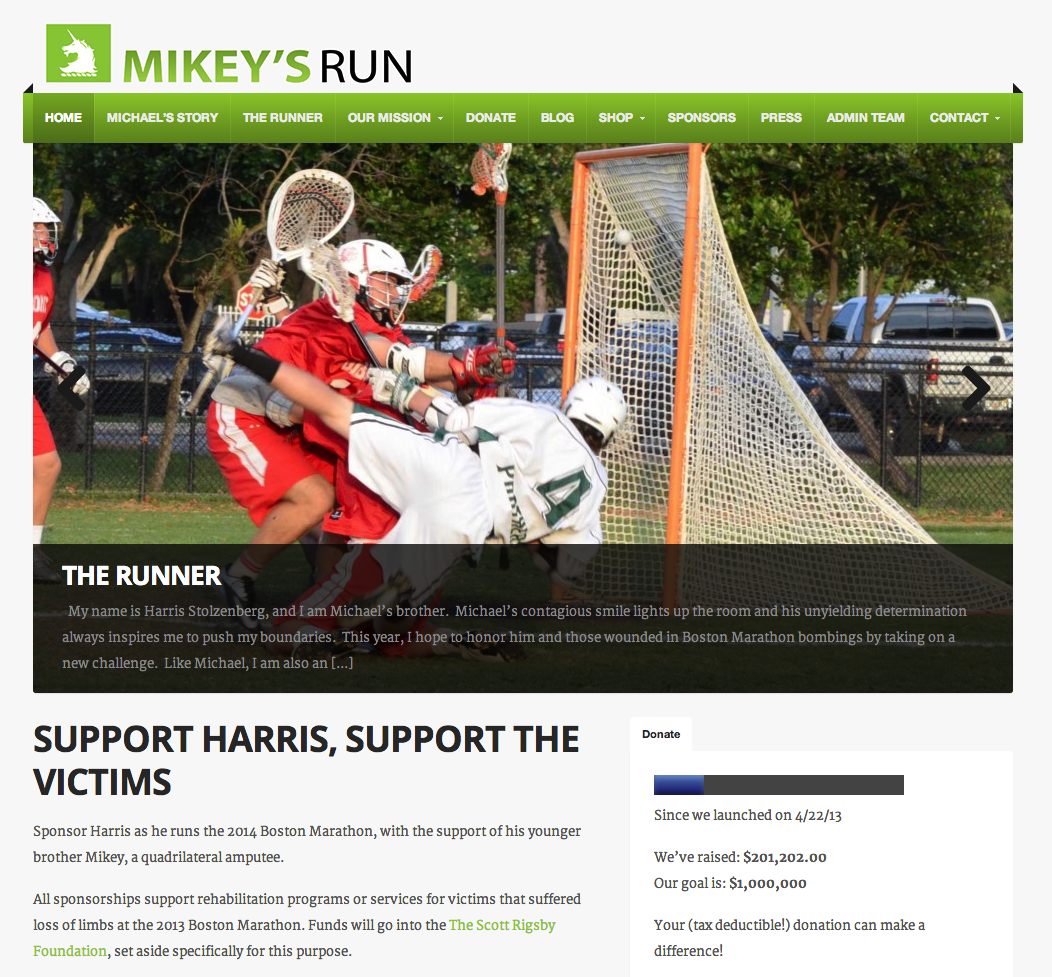 MIKEY'S RUN
HOME MICHAEL'S STORY THE RUNNER OUR MISSION DONATE BLOG SHOP SPONSORS PRESS ADMIN TEAM CONTACT
4
THE RUNNER
My name is Harris Stolzenberg, and I am Michael's brother. Michael's contagious smile lights up the room and his unyielding determination
always inspires me to push my boundaries. This year, I hope to honor him and those wounded in Boston Marathon bombings by taking on a
new challenge. Like Michael, I am also an [...]
SUPPORT HARRIS, SUPPORT THE
VICTIMS
Sponsor Harris as he runs the 2014 Boston Marathon, with the support of his younger
brother Mikey, a quadrilateral amputee.
All sponsorships support rehabilitation programs or services for victims that suffered
loss of limbs at the 2013 Boston Marathon. Funds will go into the The Scott Rigsby
Foundation, set aside specifically for this purpose.
Donate
Since we launched on 4/22/13
We've raised: $201,202.00
Our goal is: $1,000,000
Your (tax deductible!) donation can make a
difference!